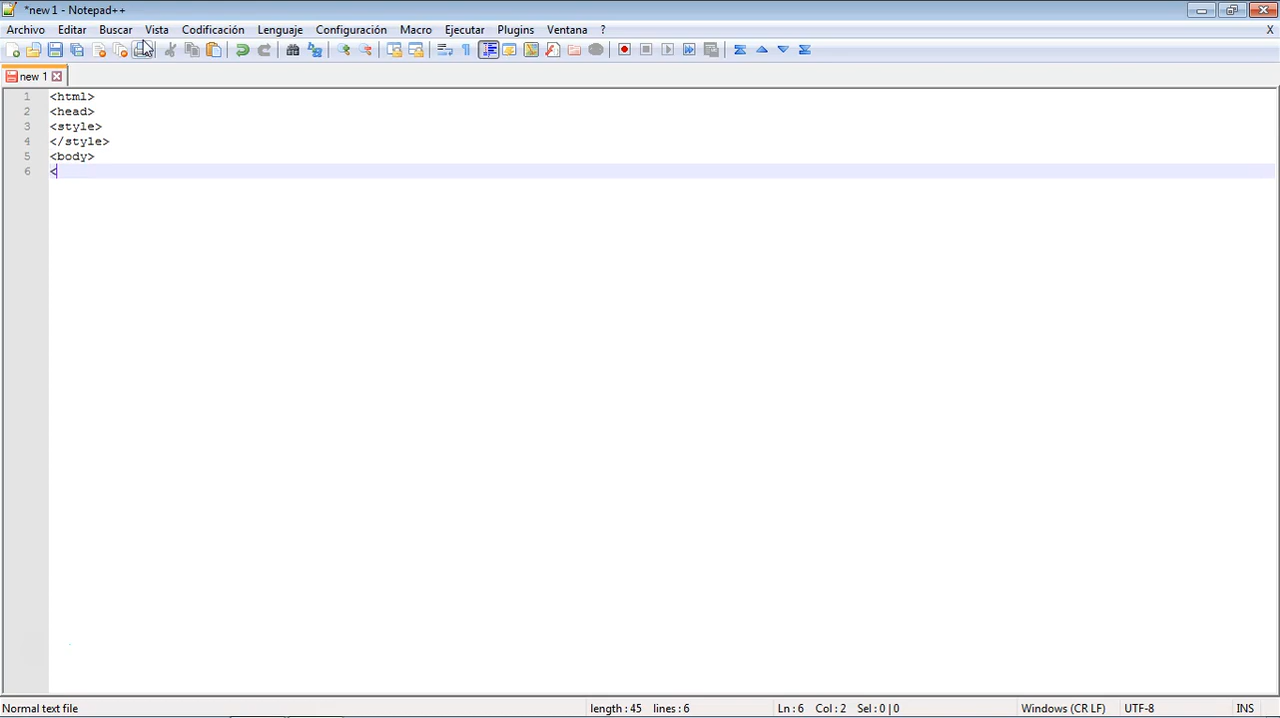 *new 1 - Notepad++
Archivo Editar Buscar Vista Codificación Lenguaje Configuración Macro Ejecutar Plugins Ventana ? X
new 1
1 <html>
2 <head>
3 <style>
4 </style>
5 <body>
6 <
Normal text file length : 45 lines : 6 Ln : 6 Col : 2 Sel : 0 | 0 Windows (CR LF) UTF-8 INS